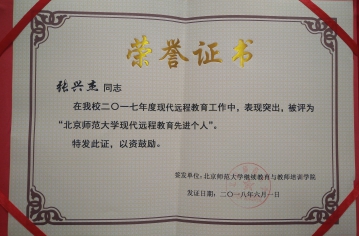 荣誉证书
张兴杰 同志
在我校二〇一七年度现代远程教育工作中，表现突出，被评为
“北京师范大学现代远程教育先进个人”。
特发此证，以资鼓励。
签发单位：北京师范大学继续教育与教师培训学院
发证日期：二〇一八年六月一日